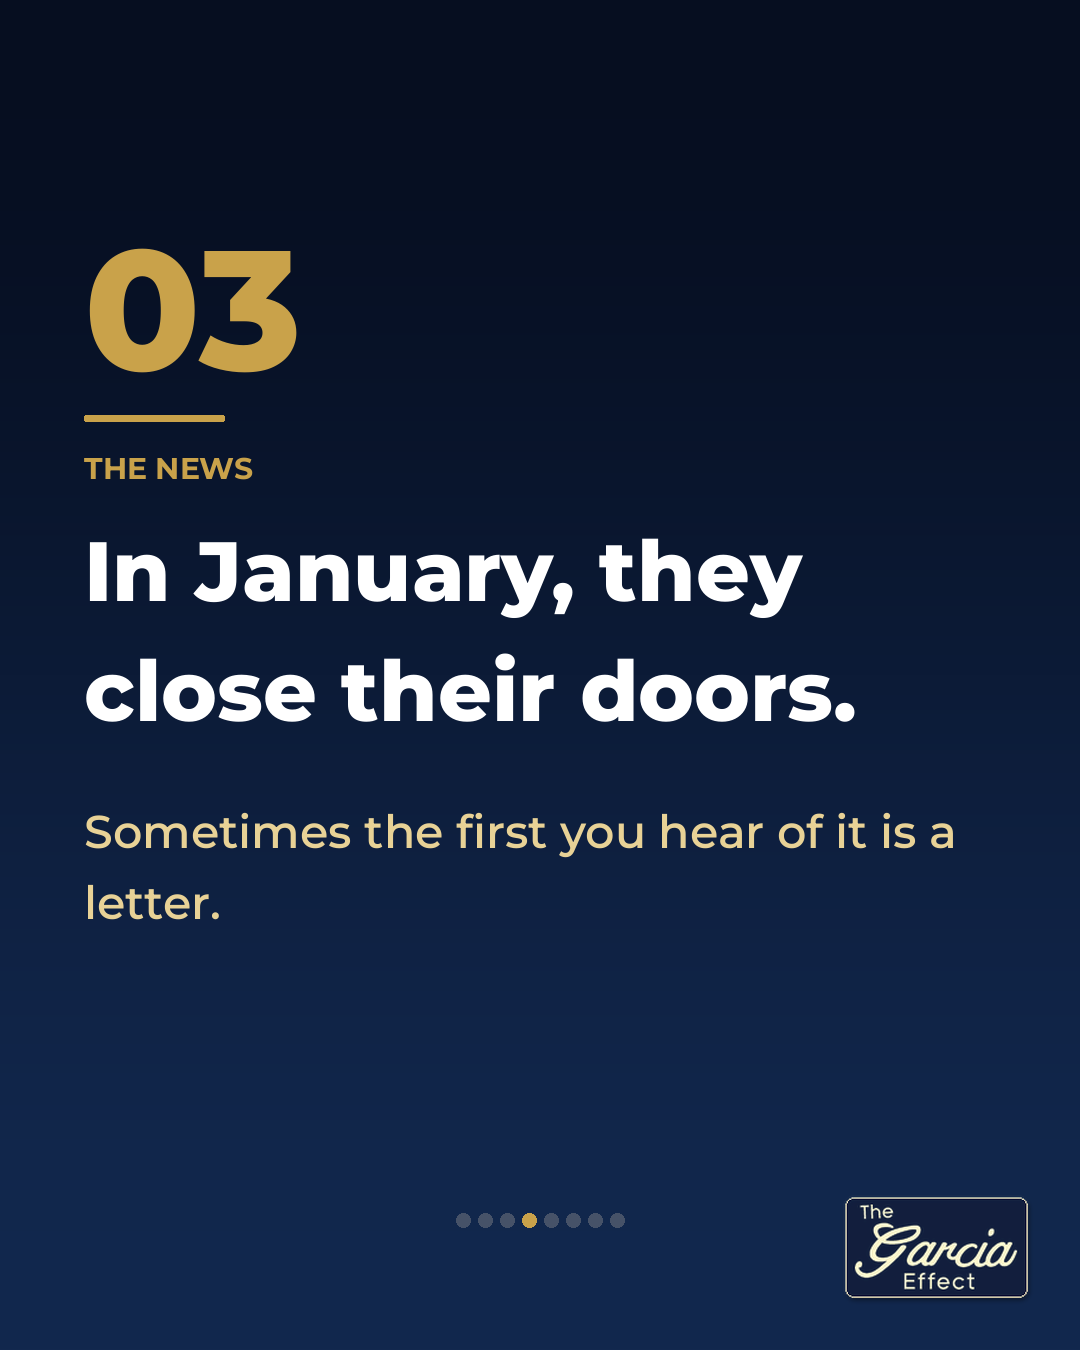 03
THE NEWS
In January, they
close their doors.
Sometimes the first you hear of it is a
letter.
The
Garcia
Effect